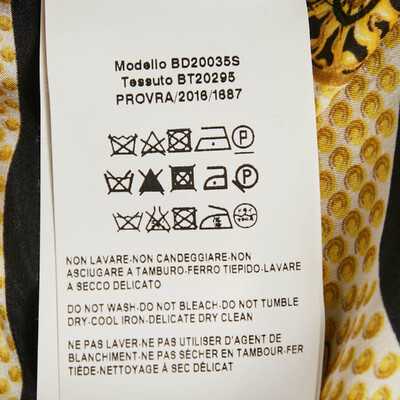 Modello BD20035S
Tessuto BT20295
PROVRA/2016/1687
NON LAVARE-NON CANDEGGIARE-NON
ASCIUGARE A TAMBURO-FERRO TIEPIDO-LAVARE
A SECCO DELICATO
DO NOT WASH-DO NOT BLEACH-DO NOT TUMBLE
DRY-COOL IRON-DELICATE DRY CLEAN
NE PAS LAVER-NE PAS UTILISER D'AGENT DE
BLANCHIMENT-NE PAS SÉCHER EN TAMBOUR-FER
TIÉDE-NETTOYAGE À SEC DÉLICAT